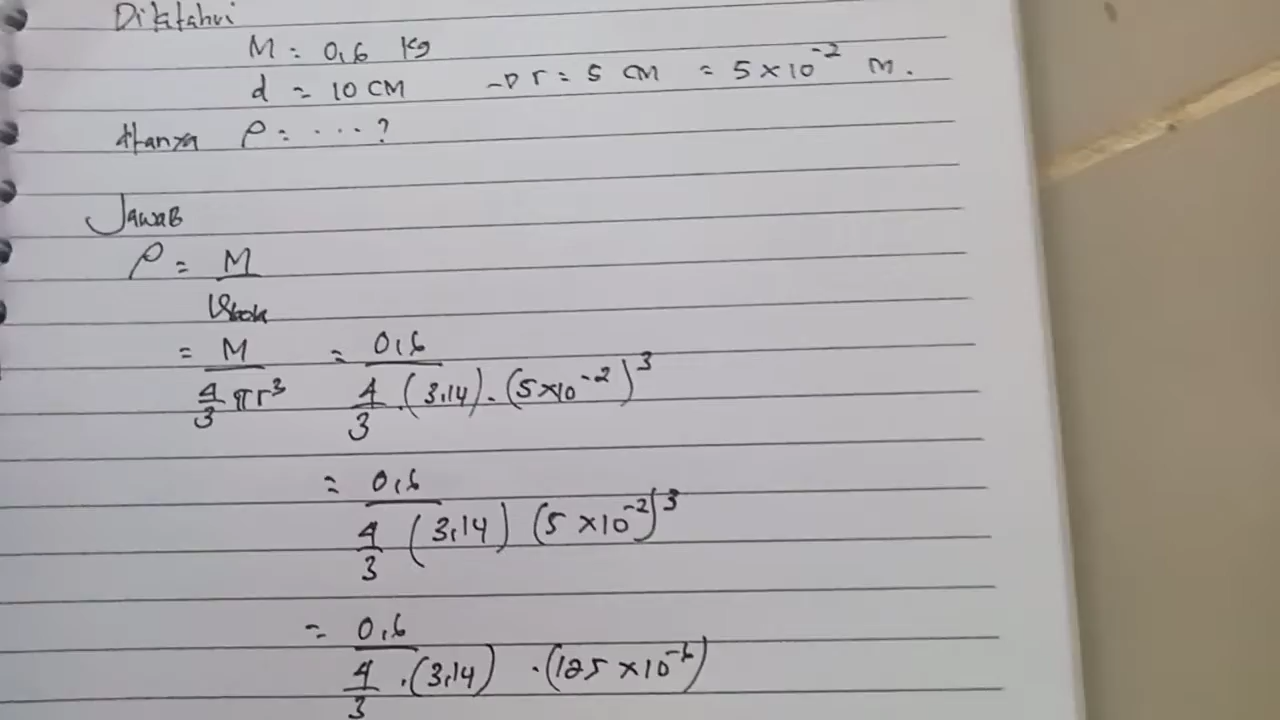 Diketahui
M = 0,6 kg
d = 10 CM → r = 5 CM = 5 × 10⁻² m.
Ditanya ρ = ... ?
Jawab
ρ = M / Vbola
= M / (4/3 πr³) = 0,6 / (4/3 . (3,14) . (5×10⁻²)³)
= 0,6 / (4/3 (3,14) (5 ×10⁻²)³)
= 0,6 / (4/3 . (3,14) . (125 ×10⁻⁶))